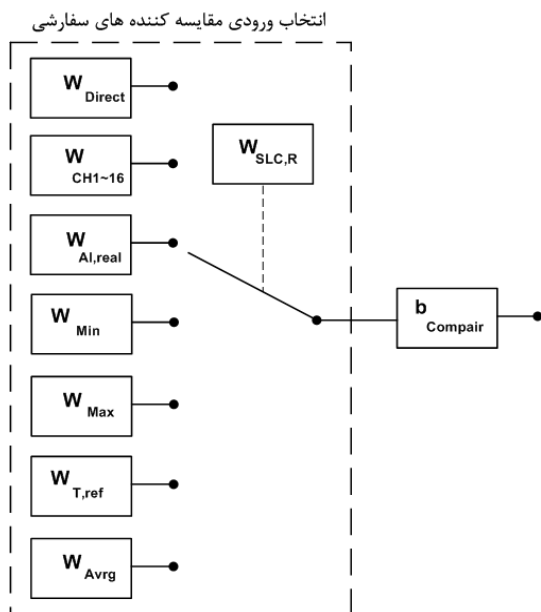 انتخاب ورودی مقایسه کننده های سفارشی
W Direct
W CH1~16
W SLC,R
W AI,real
W Min
b Compair
W Max
W T,ref
W Avrg